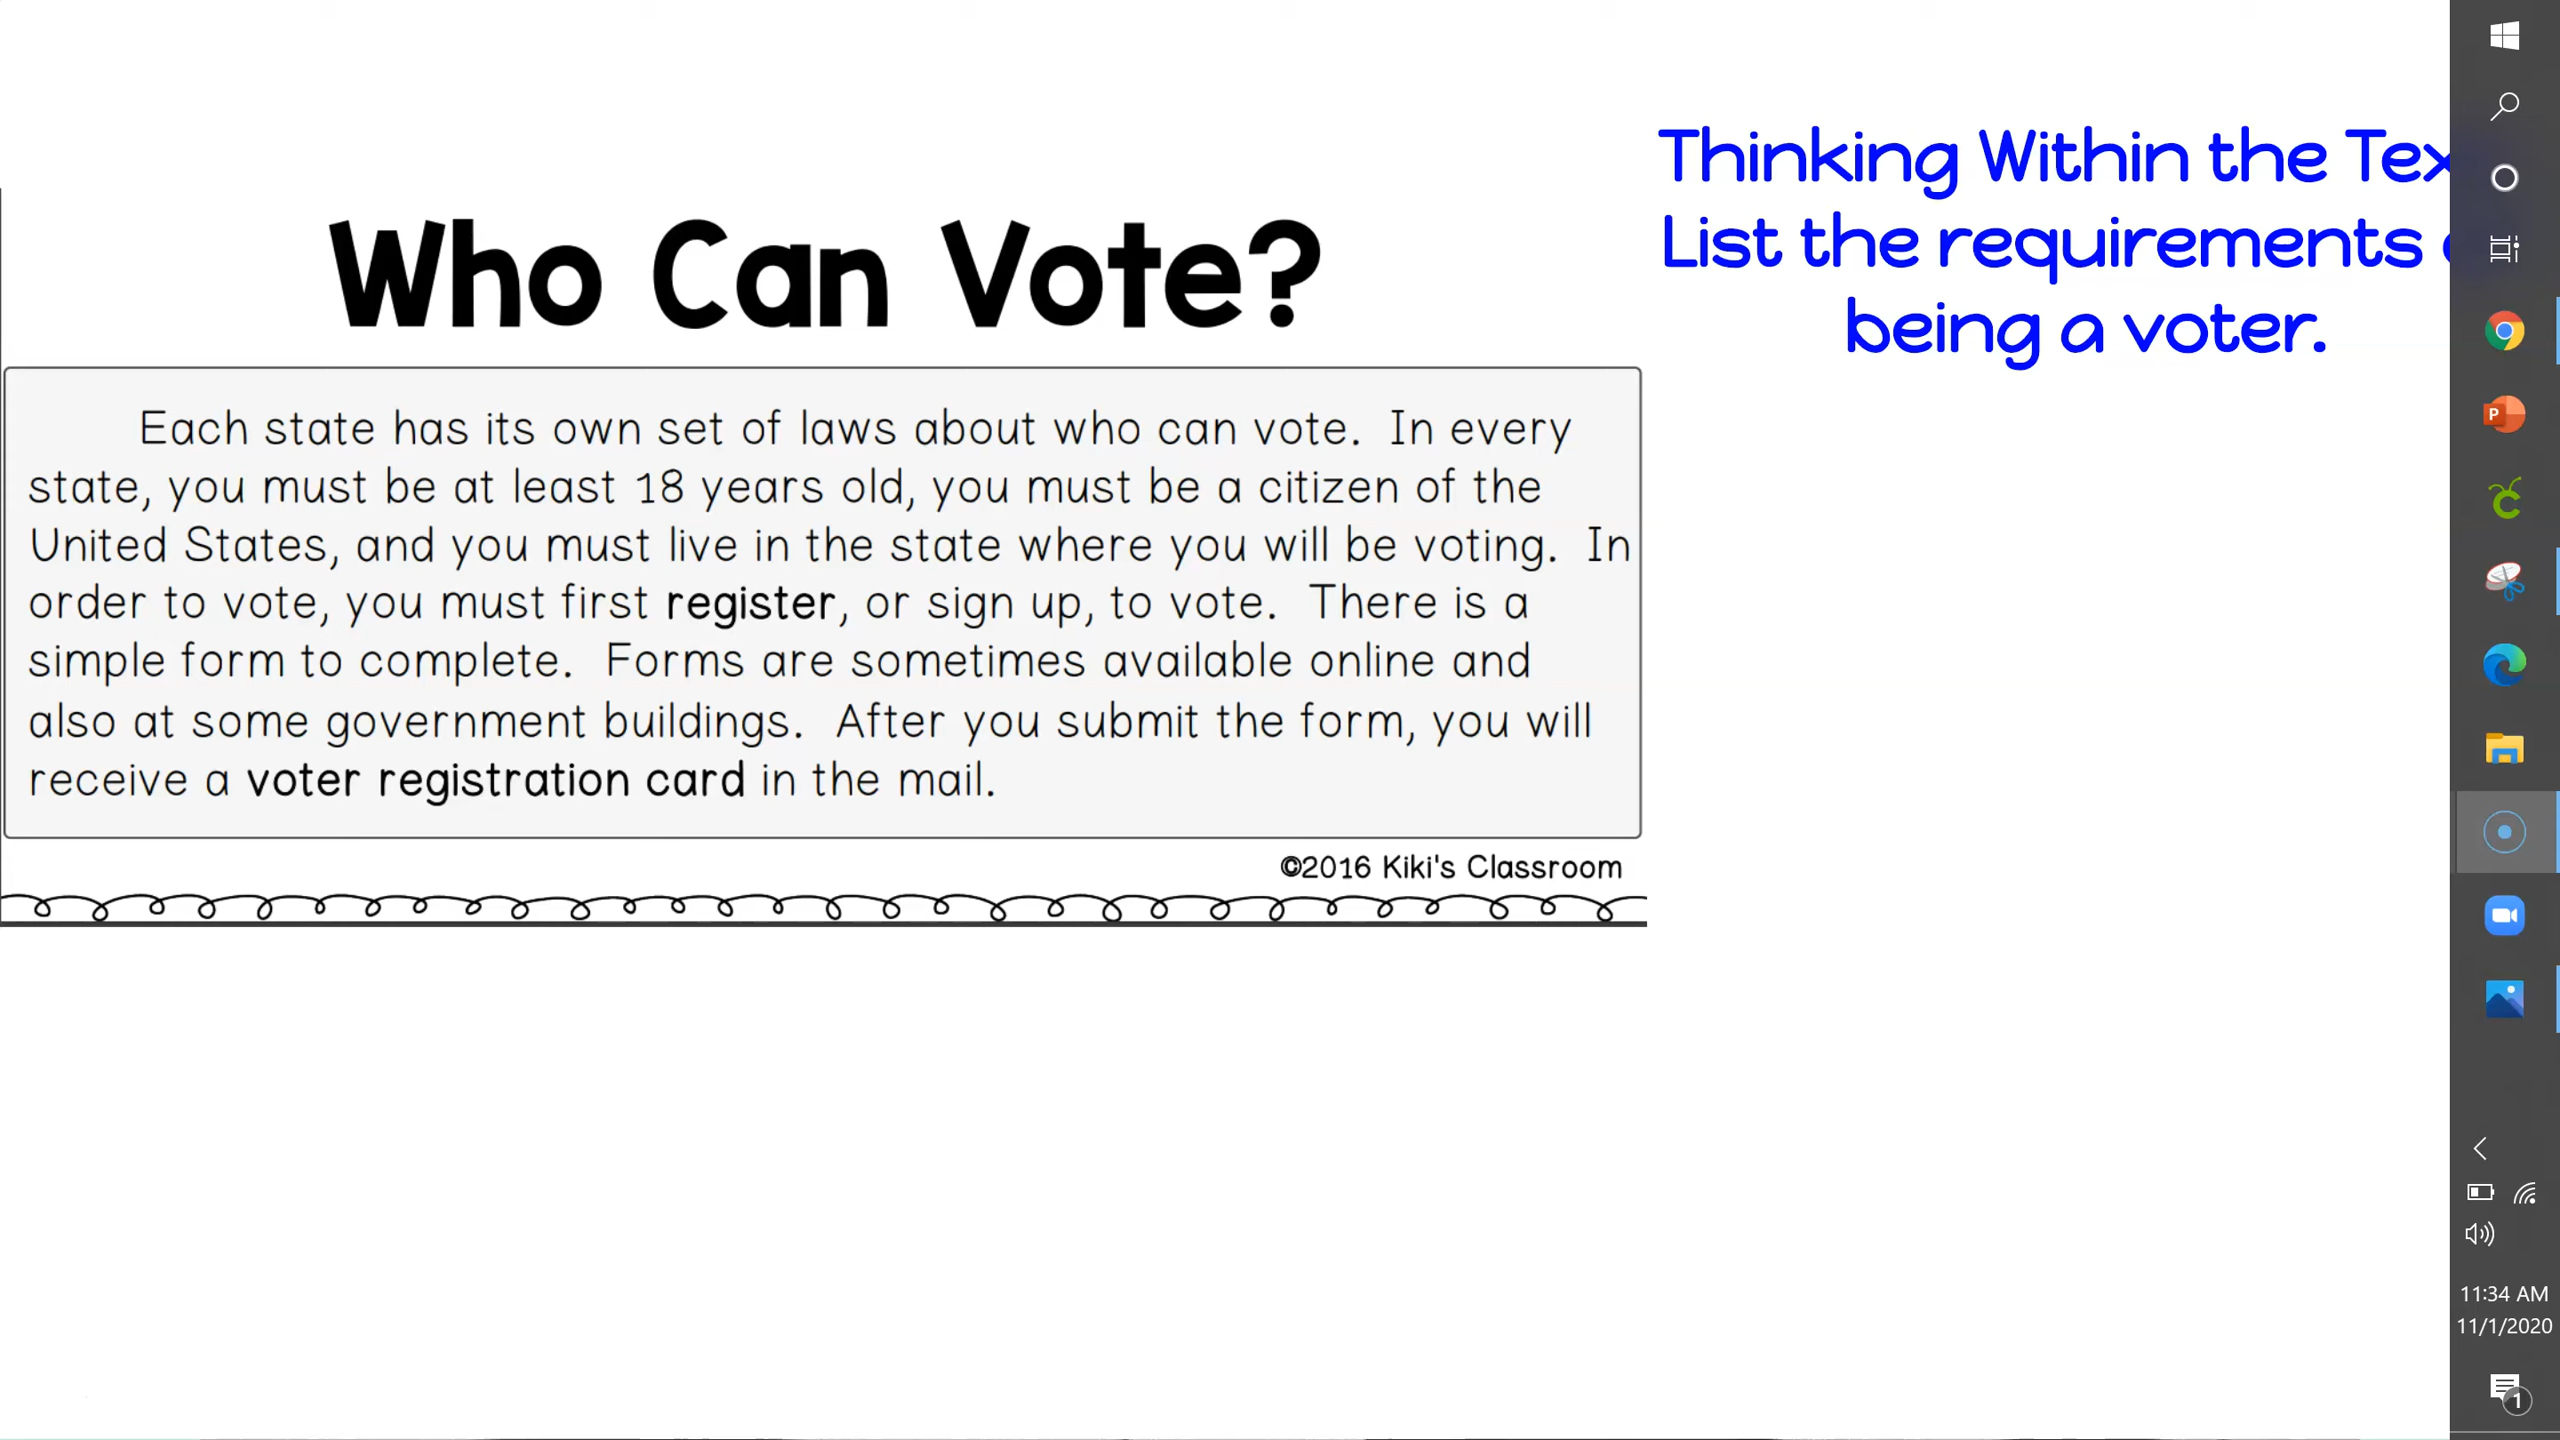 Who Can Vote?
Each state has its own set of laws about who can vote. In every
state, you must be at least 18 years old, you must be a citizen of the
United States, and you must live in the state where you will be voting. In
order to vote, you must first register, or sign up, to vote. There is a
simple form to complete. Forms are sometimes available online and
also at some government buildings. After you submit the form, you will
receive a voter registration card in the mail.
©2016 Kiki's Classroom
Thinking Within the Tex
List the requirements
being a voter.
11:34 AM
11/1/2020
1